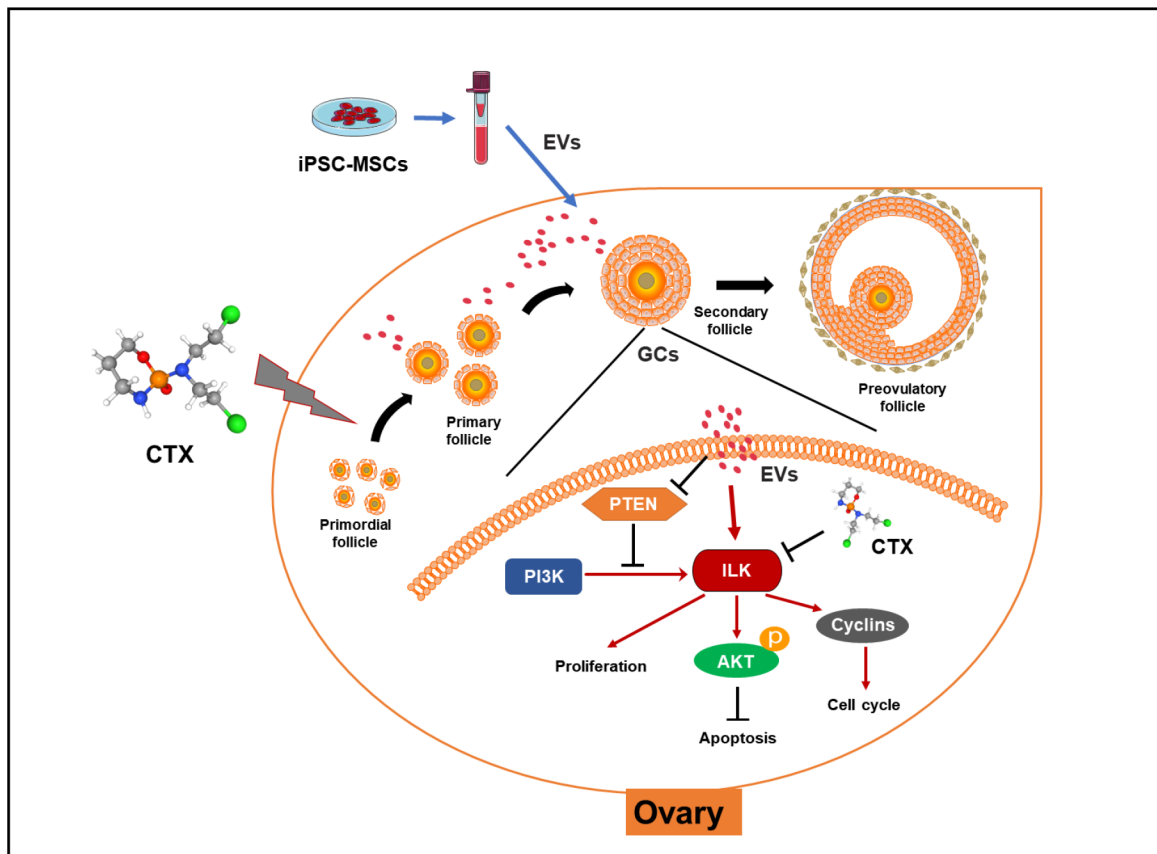 EVs
iPSC-MSCs
Secondary
follicle
GCs
Preovulatory
follicle
Primary
follicle
CTX
Primordial
follicle
EVs
PTEN
CTX
PI3K
ILK
Cyclins
P
AKT
Proliferation
Cell cycle
Apoptosis
Ovary